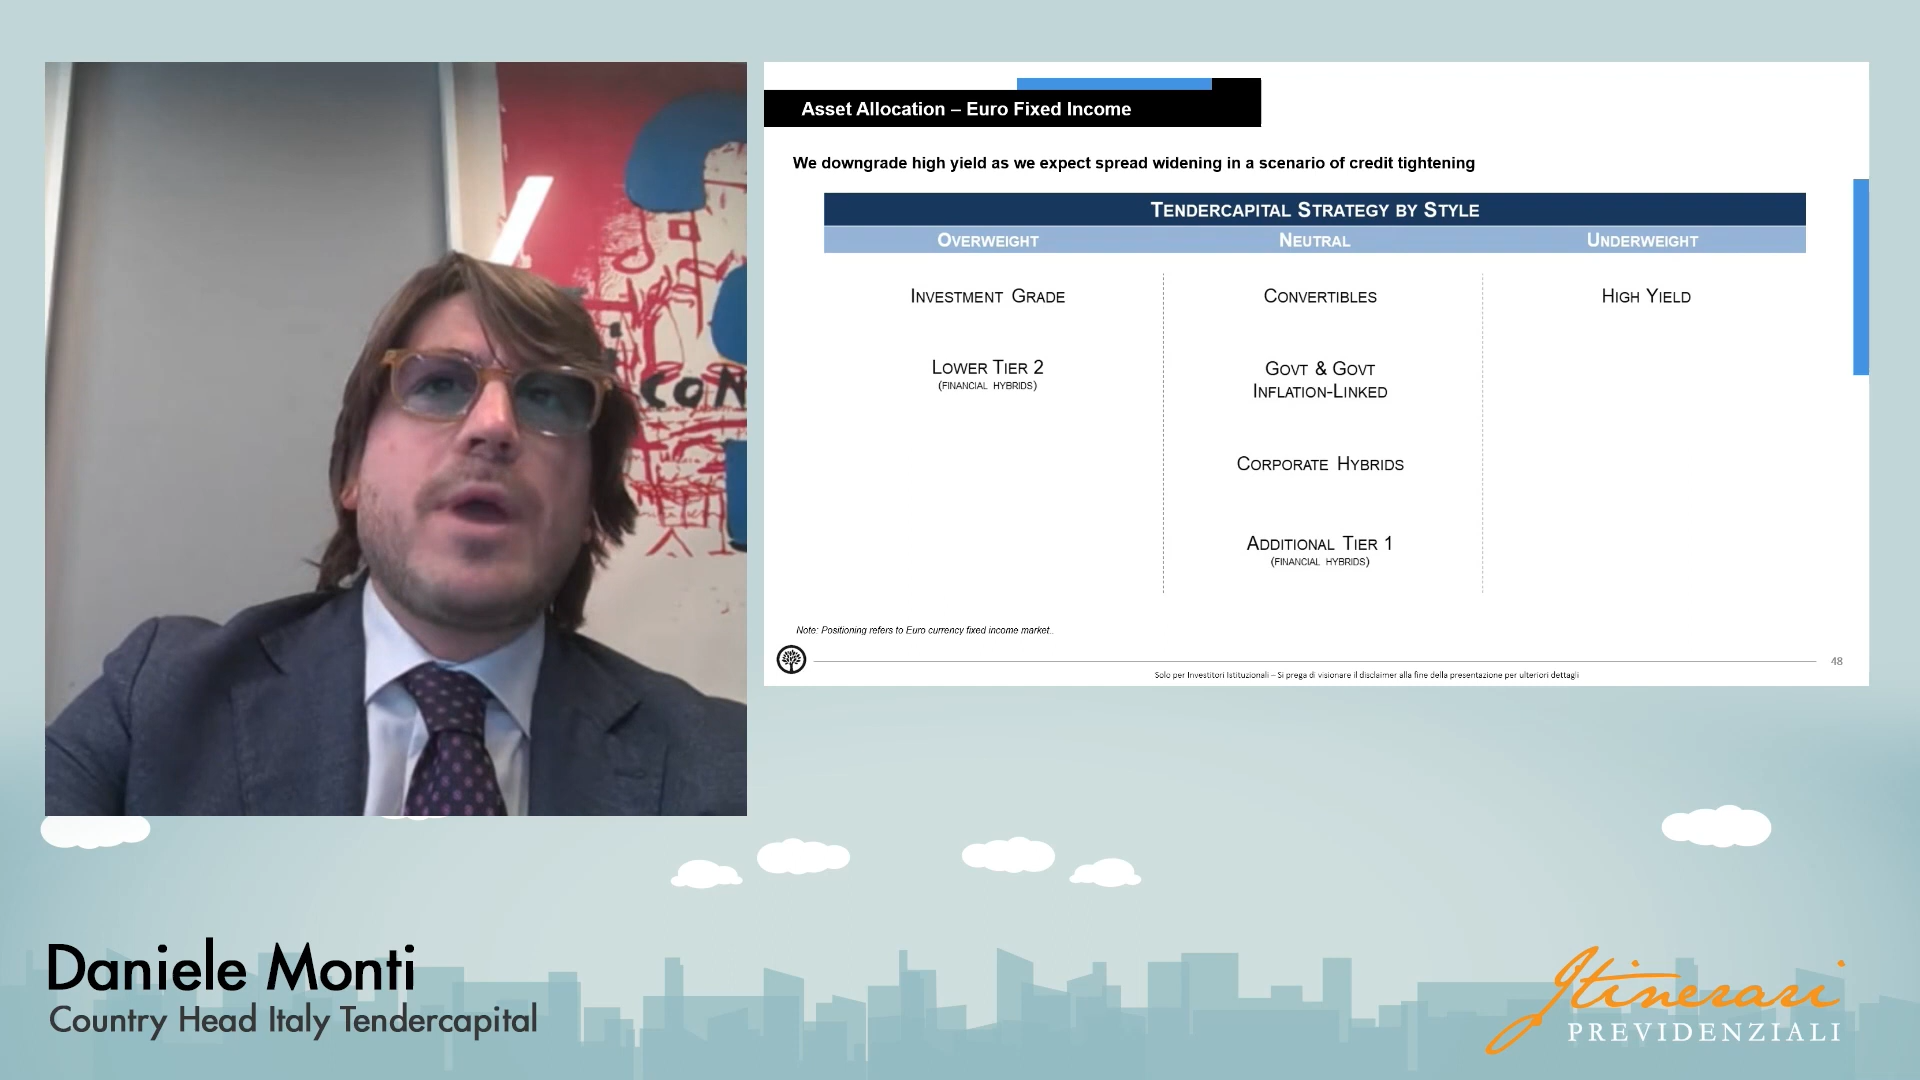 Asset Allocation – Euro Fixed Income
We downgrade high yield as we expect spread widening in a scenario of credit tightening
TENDERCAPITAL STRATEGY BY STYLE
OVERWEIGHT
NEUTRAL
UNDERWEIGHT
INVESTMENT GRADE
CONVERTIBLES
HIGH YIELD
LOWER TIER 2
(FINANCIAL HYBRIDS)
GOVT & GOVT
INFLATION-LINKED
CORPORATE HYBRIDS
ADDITIONAL TIER 1
(FINANCIAL HYBRIDS)
Note: Positioning refers to Euro currency fixed income market..
48
Solo per Investitori Istituzionali – Si prega di visionare il disclaimer alla fine della presentazione per ulteriori dettagli
Daniele Monti
Country Head Italy Tendercapital
Itinerari
PREVIDENZIALI